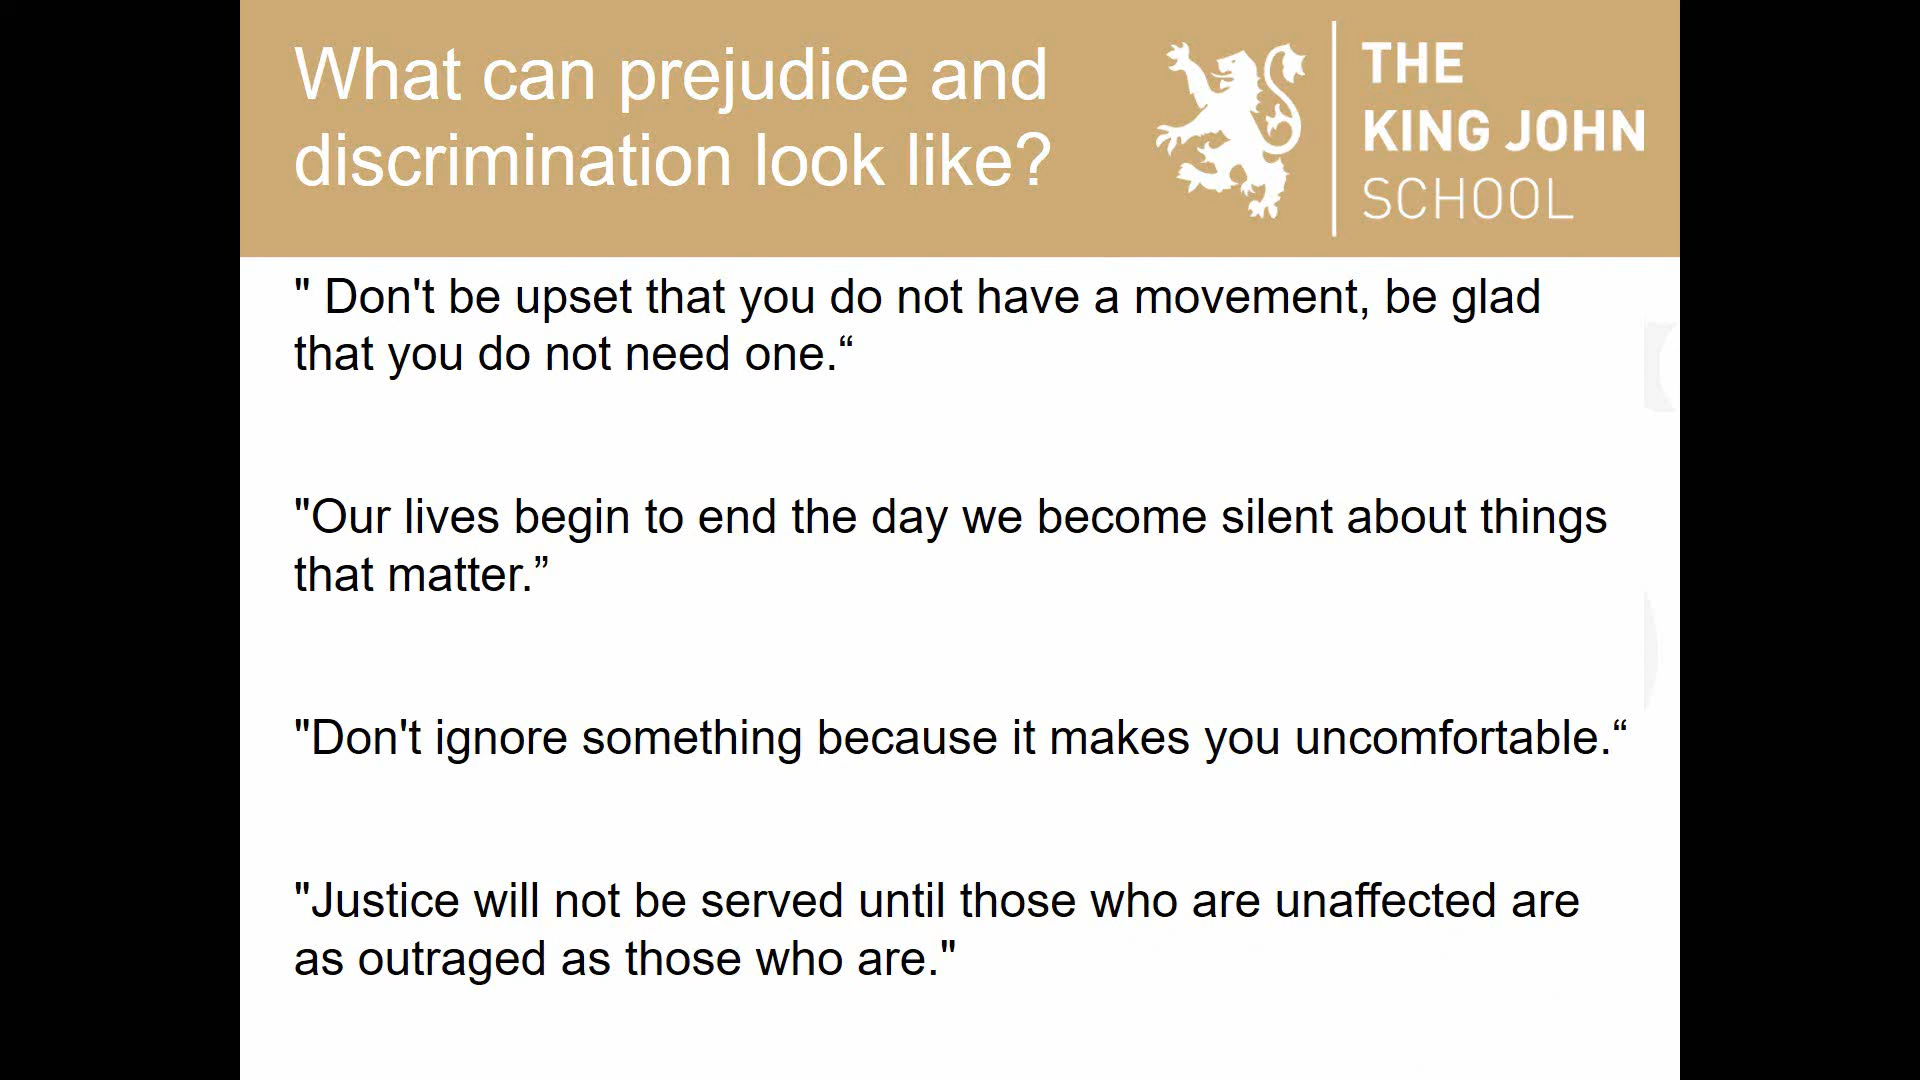 What can prejudice and
discrimination look like?
THE
KING JOHN
SCHOOL
" Don't be upset that you do not have a movement, be glad
that you do not need one.“
"Our lives begin to end the day we become silent about things
that matter.”
"Don't ignore something because it makes you uncomfortable.“
"Justice will not be served until those who are unaffected are
as outraged as those who are."